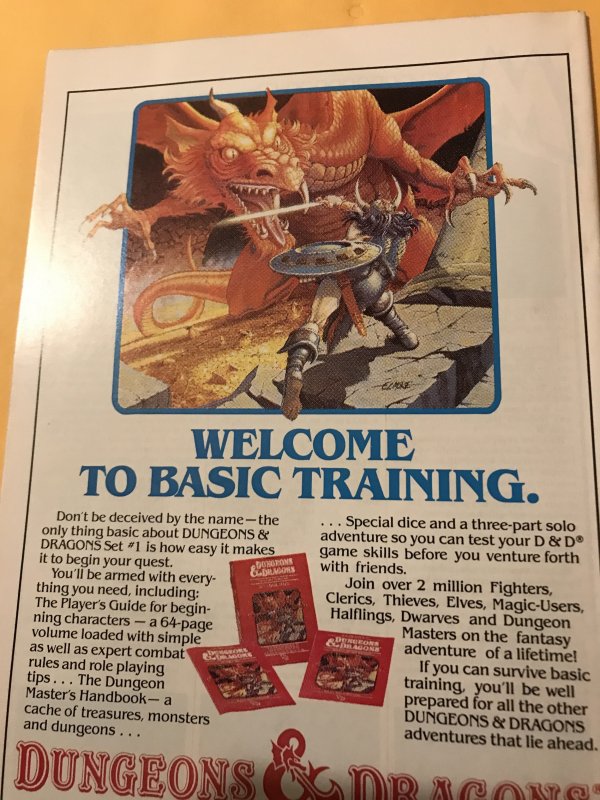 ELMORE
WELCOME
TO BASIC TRAINING.
Don't be deceived by the name—the
only thing basic about DUNGEONS &
DRAGONS Set #1 is how easy it makes
it to begin your quest.
You'll be armed with every-
thing you need, including:
The Player's Guide for begin-
ning characters — a 64-page
volume loaded with simple
as well as expert combat
rules and role playing
tips . . . The Dungeon
Master's Handbook— a
cache of treasures, monsters
and dungeons . . .
. . . Special dice and a three-part solo
adventure so you can test your D & D®
game skills before you venture forth
with friends.
Join over 2 million Fighters,
Clerics, Thieves, Elves, Magic-Users,
Halflings, Dwarves and Dungeon
Masters on the fantasy
adventure of a lifetime!
If you can survive basic
training, you'll be well
prepared for all the other
DUNGEONS & DRAGONS
adventures that lie ahead.
DUNGEONS
& DRAGONS
DUNGEONS
& DRAGONS
DUNGEONS
& DRAGONS
DUNGEONS & DRAGONS